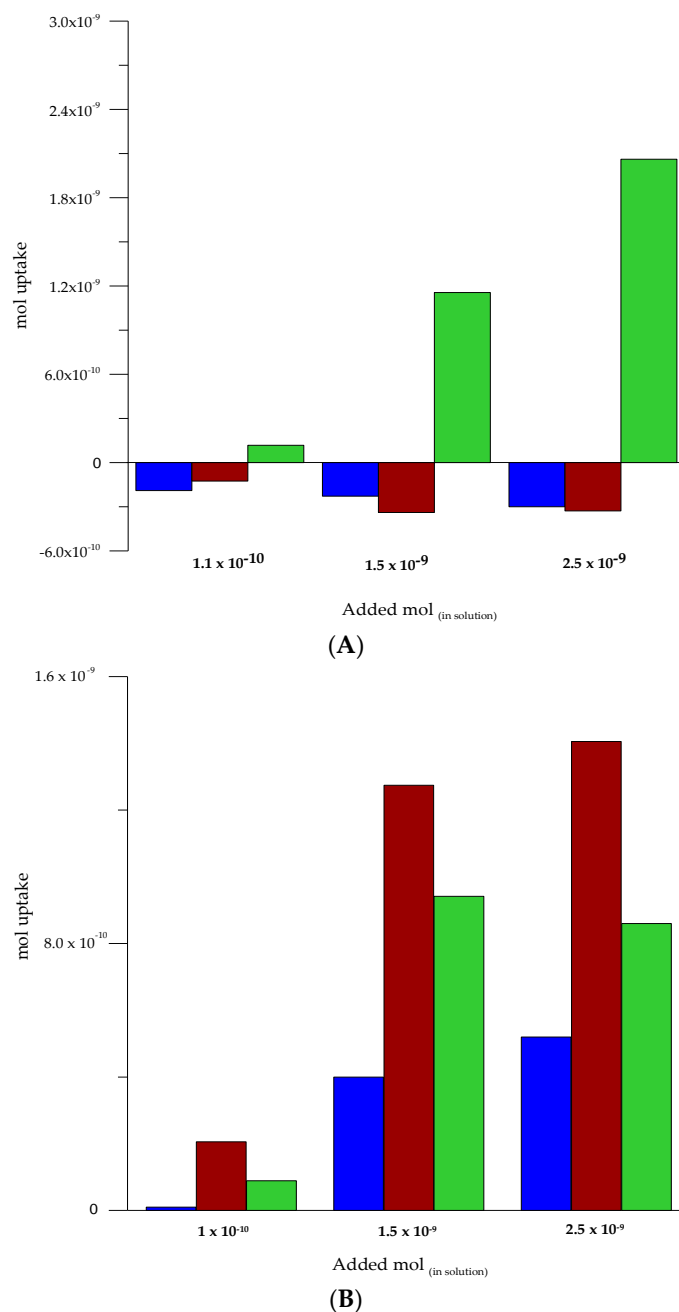 3.0x10⁻⁹
2.4x10⁻⁹
1.8x10⁻⁹
1.2x10⁻⁹
6.0x10⁻¹⁰
0
-6.0x10⁻¹⁰
mol uptake
1.1 x 10⁻¹⁰ 1.5 x 10⁻⁹ 2.5 x 10⁻⁹
Added mol (in solution)
(A)
1.6 x 10⁻⁹
8.0 x 10⁻¹⁰
0
mol uptake
1 x 10⁻¹⁰ 1.5 x 10⁻⁹ 2.5 x 10⁻⁹
Added mol (in solution)
(B)